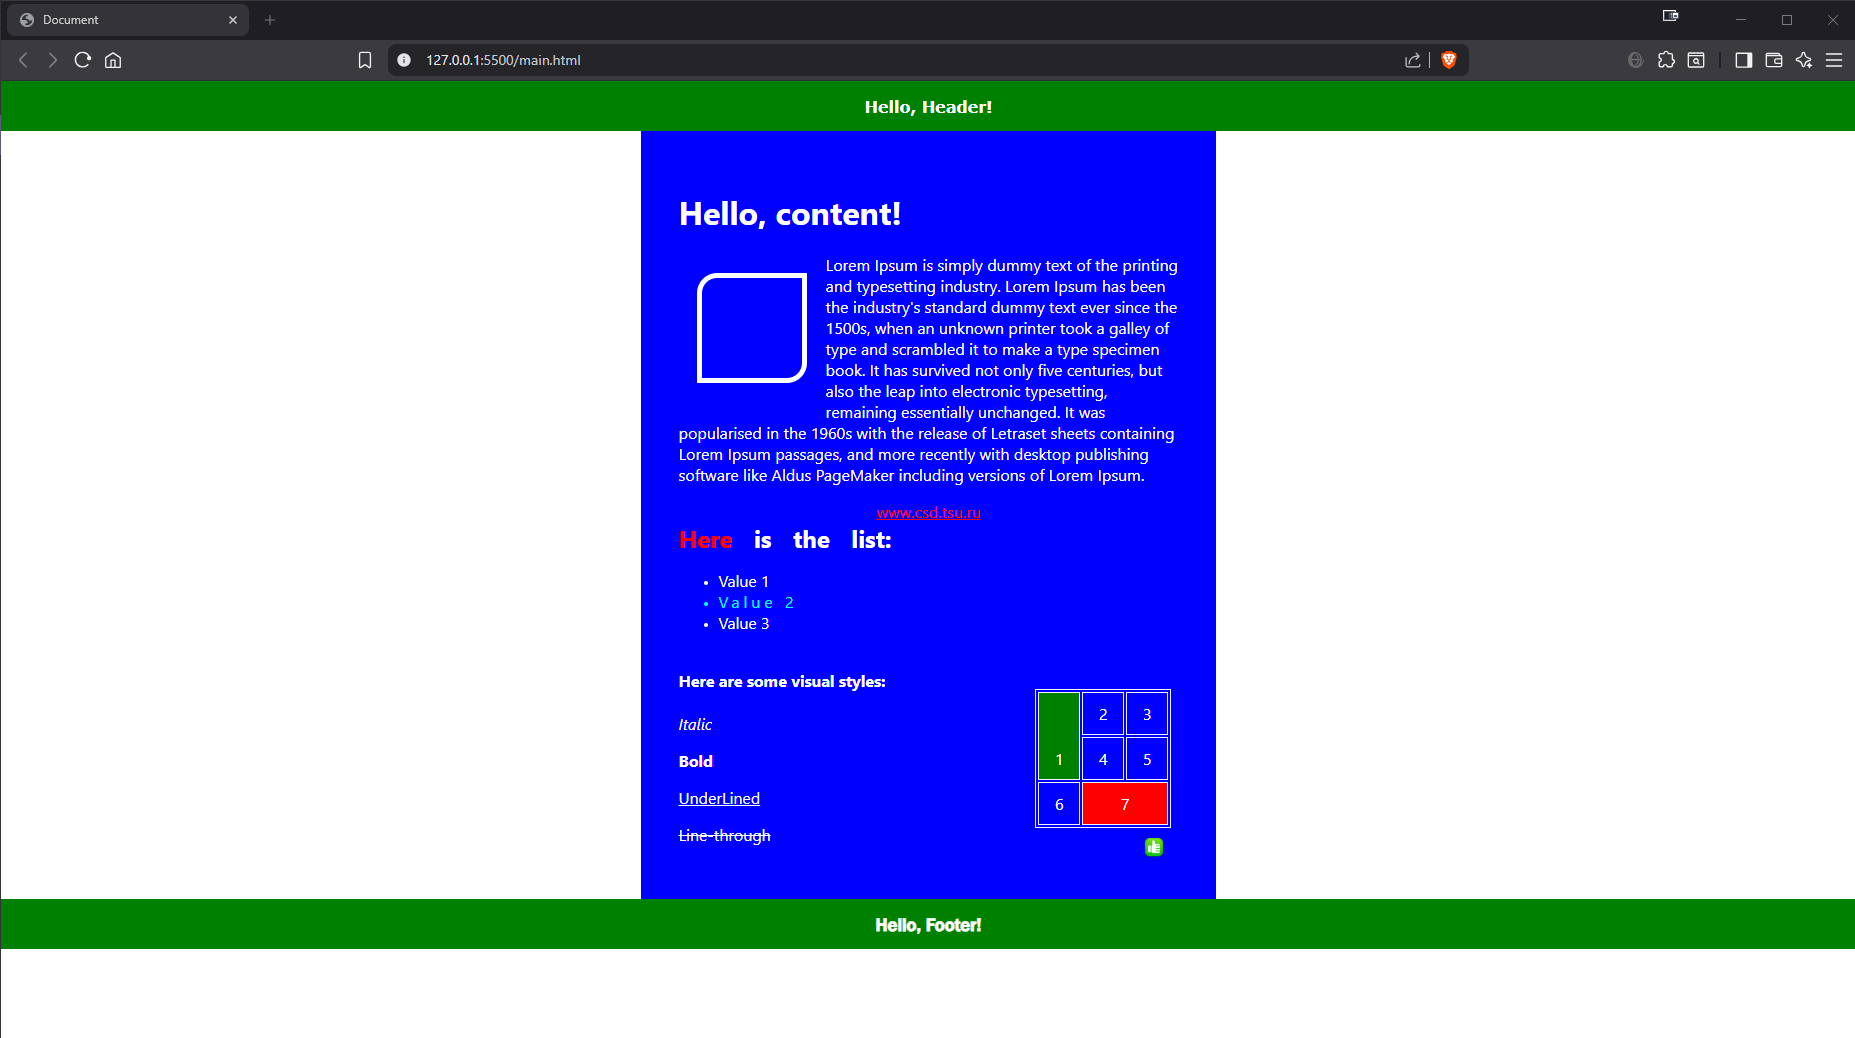 Document
127.0.0.1:5500/main.html
Hello, Header!
Hello, content!
Lorem Ipsum is simply dummy text of the printing
and typesetting industry. Lorem Ipsum has been
the industry's standard dummy text ever since the
1500s, when an unknown printer took a galley of
type and scrambled it to make a type specimen
book. It has survived not only five centuries, but
also the leap into electronic typesetting,
remaining essentially unchanged. It was
popularised in the 1960s with the release of Letraset sheets containing
Lorem Ipsum passages, and more recently with desktop publishing
software like Aldus PageMaker including versions of Lorem Ipsum.
www.csd.tsu.ru
Here is the list:
• Value 1
• Value 2
• Value 3
Here are some visual styles:
Italic
Bold
UnderLined
Line-through
2 3
1 4 5
6 7
Hello, Footer!